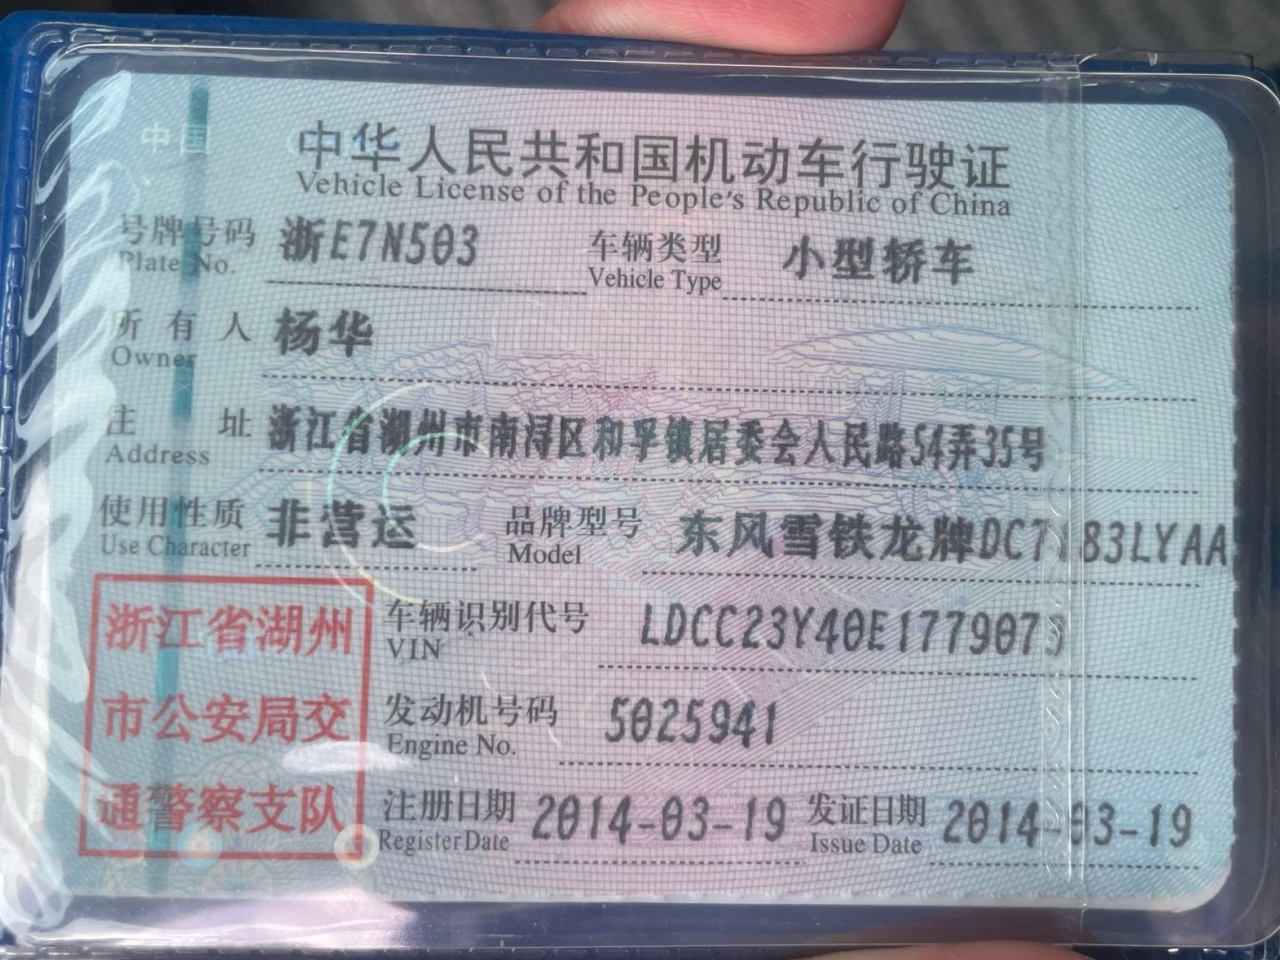 中国
中华人民共和国机动车行驶证
Vehicle License of the People's Republic of China
号牌号码 浙E7N503 车辆类型 小型轿车
Plate No. Vehicle Type
所有人 杨华
Owner
住址 浙江省湖州市南浔区和孚镇居委会人民路54弄35号
Address
使用性质 非营运 品牌型号 东风雪铁龙牌DC7183LYAA
Use Character Model
浙江省湖州
市公安局交
通警察支队
车辆识别代号 LDCC23Y40E1779073
VIN
发动机号码 5025941
Engine No.
注册日期 2014-03-19 发证日期 2014-03-19
Register Date Issue Date